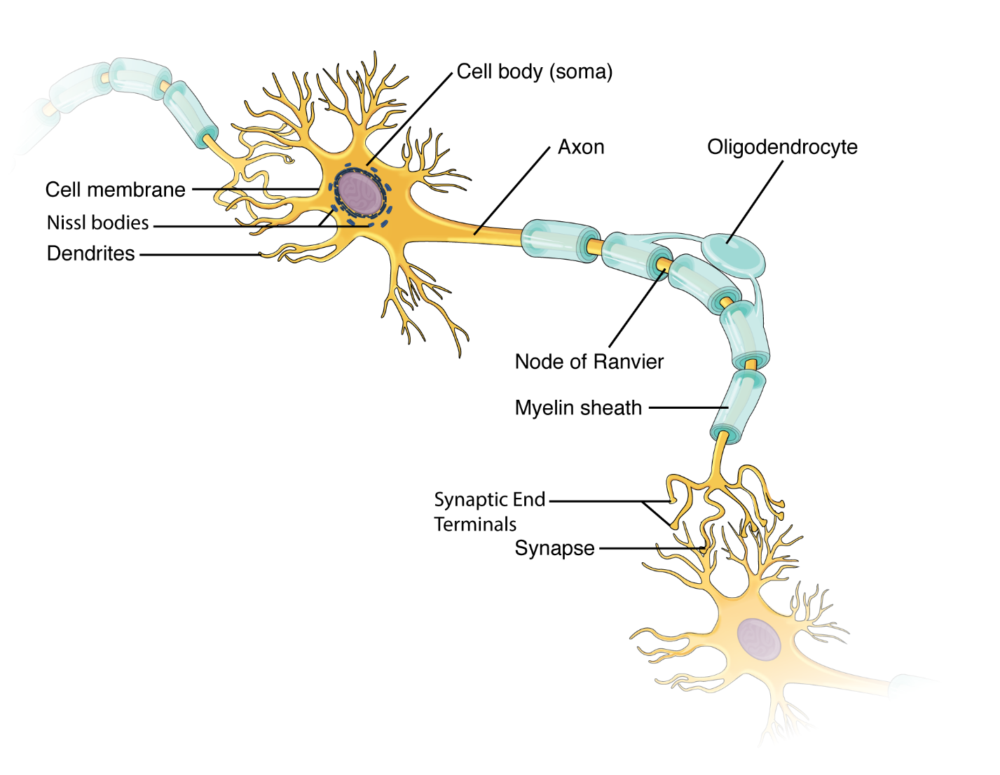 Cell body (soma)
Axon
Oligodendrocyte
Cell membrane
Nissl bodies
Dendrites
Node of Ranvier
Myelin sheath
Synaptic End
Terminals
Synapse